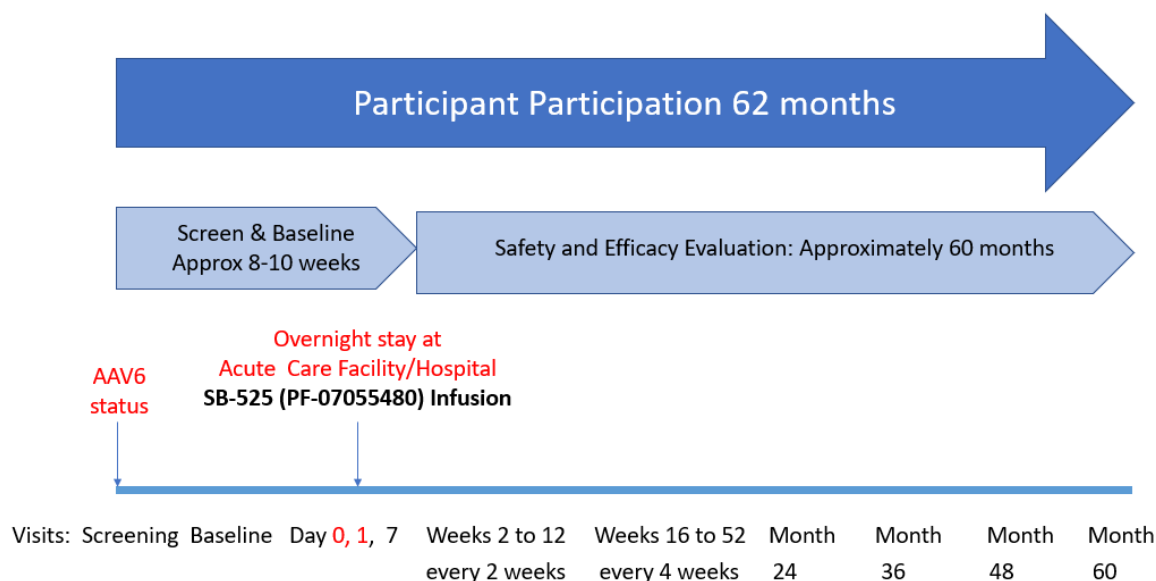 Participant Participation 62 months
Screen & Baseline
Approx 8-10 weeks
Safety and Efficacy Evaluation: Approximately 60 months
Overnight stay at
Acute Care Facility/Hospital
SB-525 (PF-07055480) Infusion
AAV6
status
Visits: Screening Baseline Day 0, 1, 7 Weeks 2 to 12 Weeks 16 to 52 Month Month Month Month
every 2 weeks every 4 weeks 24 36 48 60